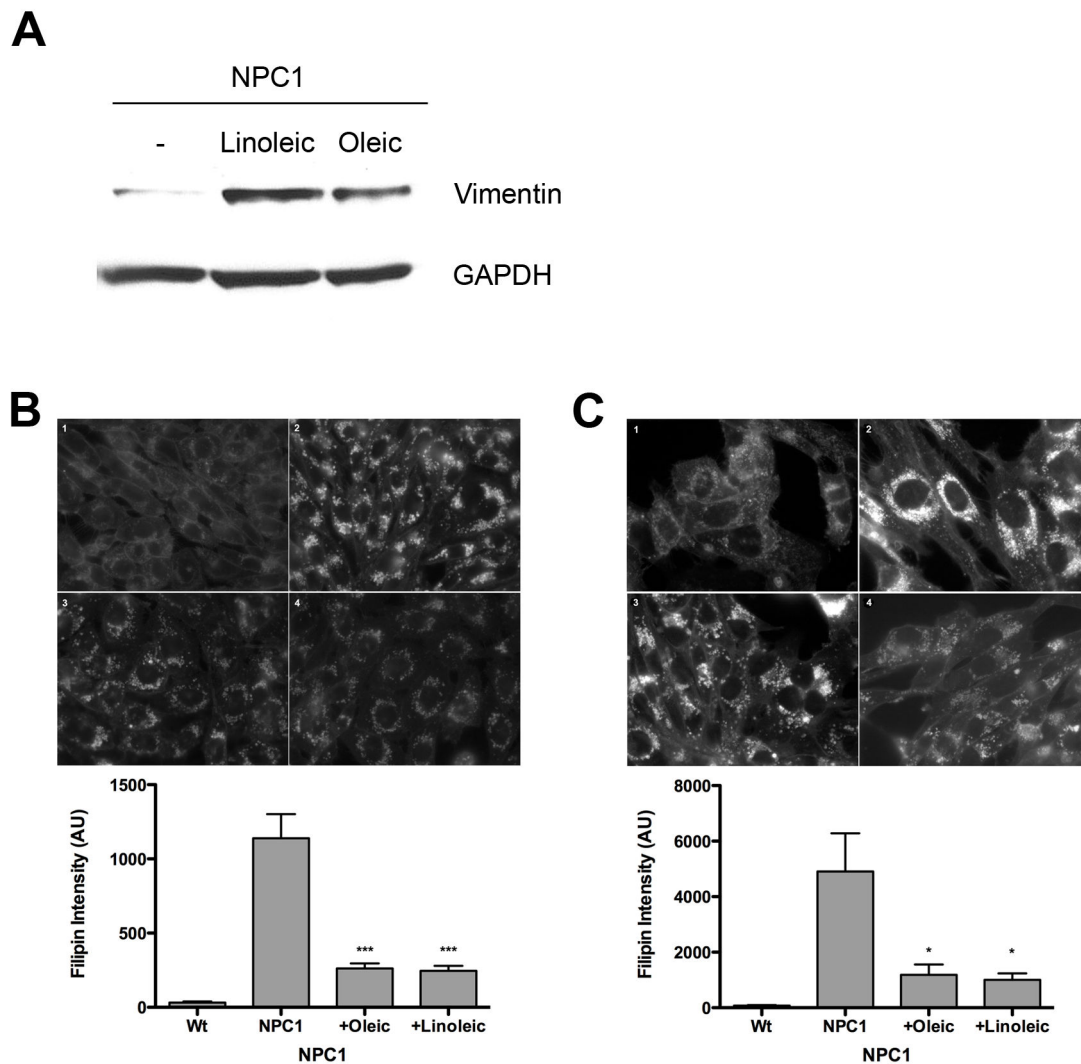 A
NPC1
- Linoleic Oleic
Vimentin
GAPDH
B
1
2
3
4
1500
1000
500
0
Filipin Intensity (AU)
***
***
Wt NPC1 +Oleic +Linoleic
NPC1
C
1
2
3
4
8000
6000
4000
2000
0
Filipin Intensity (AU)
*
*
Wt NPC1 +Oleic +Linoleic
NPC1